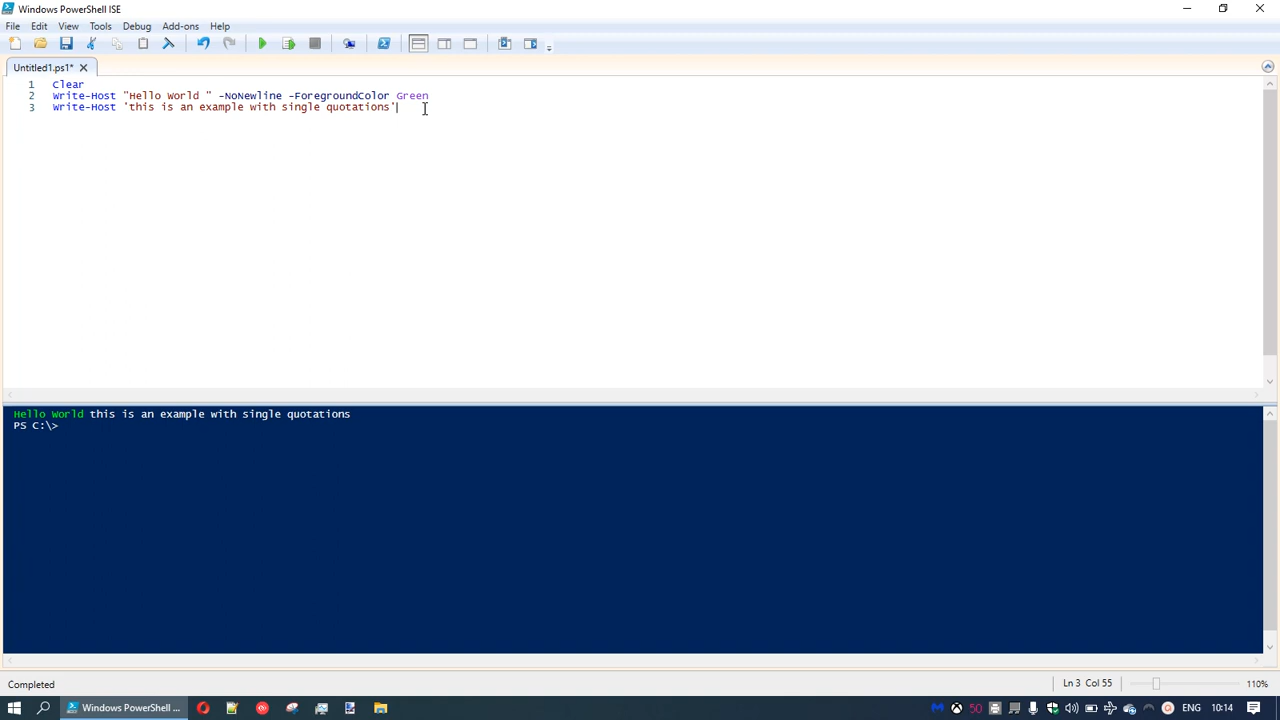 Windows PowerShell ISE
File Edit View Tools Debug Add-ons Help
Untitled1.ps1* X
1 Clear
2 Write-Host "Hello World " -NoNewline -ForegroundColor Green
3 Write-Host 'this is an example with single quotations'
Hello World this is an example with single quotations
PS C:\>
Completed
Ln 3 Col 55
110%
Windows PowerShell ...
50
ENG
10:14